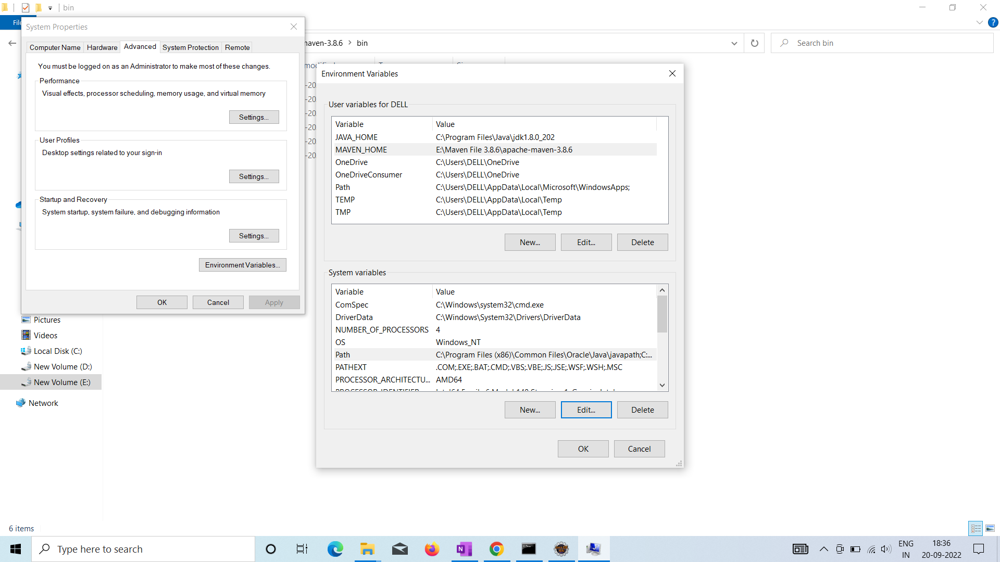 bin
File
System Properties
Computer Name
Hardware
Advanced
System Protection
Remote
You must be logged on as an Administrator to make most of these changes.
Performance
Visual effects, processor scheduling, memory usage, and virtual memory
Settings...
User Profiles
Desktop settings related to your sign-in
Settings...
Startup and Recovery
System startup, system failure, and debugging information
Settings...
Environment Variables...
OK
Cancel
Apply
maven-3.8.6 > bin
Search bin
Environment Variables
User variables for DELL
Variable Value
JAVA_HOME C:\Program Files\Java\jdk1.8.0_202
MAVEN_HOME E:\Maven File 3.8.6\apache-maven-3.8.6
OneDrive C:\Users\DELL\OneDrive
OneDriveConsumer C:\Users\DELL\OneDrive
Path C:\Users\DELL\AppData\Local\Microsoft\WindowsApps;
TEMP C:\Users\DELL\AppData\Local\Temp
TMP C:\Users\DELL\AppData\Local\Temp
New...
Edit...
Delete
System variables
Variable Value
ComSpec C:\Windows\system32\cmd.exe
DriverData C:\Windows\System32\Drivers\DriverData
NUMBER_OF_PROCESSORS 4
OS Windows_NT
Path C:\Program Files (x86)\Common Files\Oracle\Java\javapath;C:...
PATHEXT .COM;.EXE;.BAT;.CMD;.VBS;.VBE;.JS;.JSE;.WSF;.WSH;.MSC
PROCESSOR_ARCHITECTU... AMD64
New...
Edit...
Delete
OK
Cancel
-20
-20
-20
-20
-20
-20
Pictures
Videos
Local Disk (C:)
New Volume (D:)
New Volume (E:)
Network
6 items
Type here to search
ENG
IN
18:36
20-09-2022